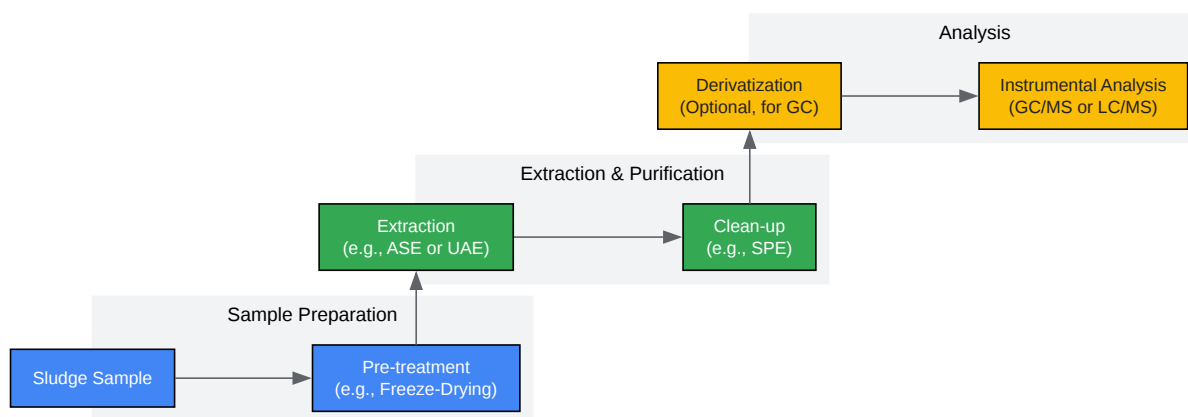 Analysis
Derivatization
(Optional, for GC)
Instrumental Analysis
(GC/MS or LC/MS)
Extraction & Purification
Extraction
(e.g., ASE or UAE)
Clean-up
(e.g., SPE)
Sample Preparation
Sludge Sample
Pre-treatment
(e.g., Freeze-Drying)